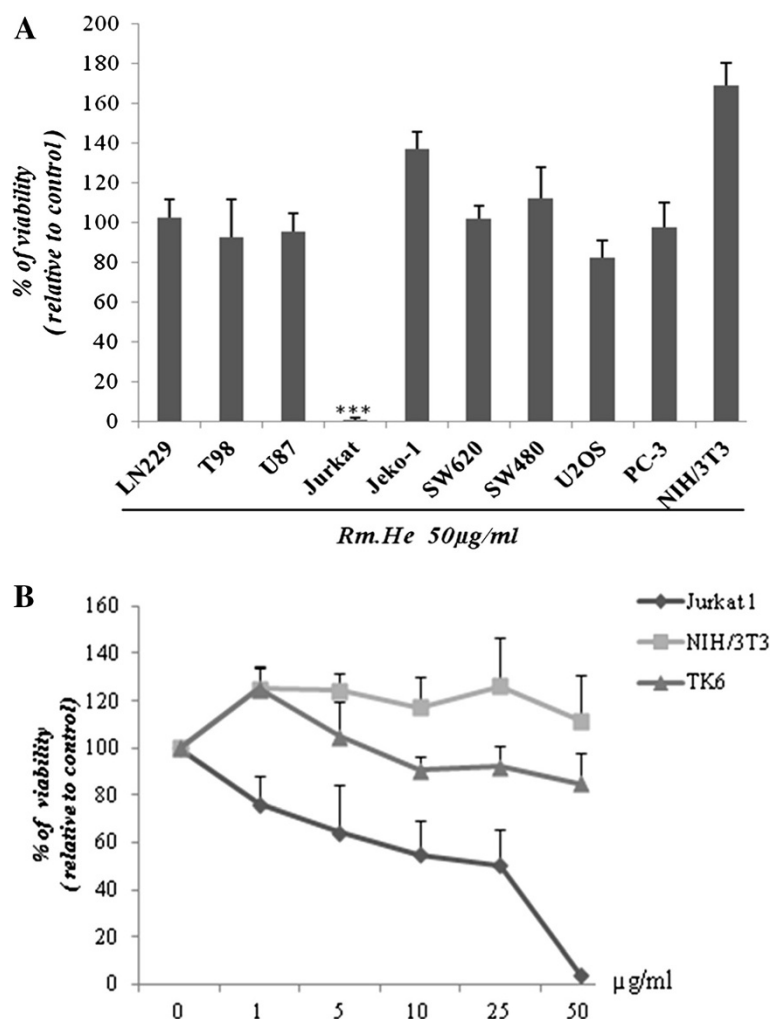 A
% of viability
(relative to control)
200
180
160
140
120
100
80
60
40
20
0
***
LN229
T98
U87
Jurkat
Jeko-1
SW620
SW480
U2OS
PC-3
NIH/3T3
Rm.He 50µg/ml
B
% of viability
(relative to control)
160
140
120
100
80
60
40
20
0
0
1
5
10
25
50
µg/ml
Jurkat1
NIH/3T3
TK6